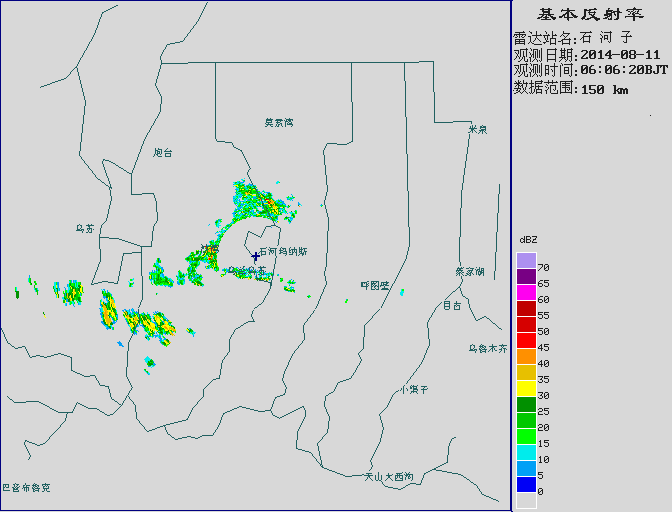 基本反射率
雷达站名:石 河 子
观测日期:2014-08-11
观测时间:06:06:20BJT
数据范围:150 km
莫索湾
米泉
炮台
乌苏
石河玛纳斯
蔡家湖
呼图壁
昌吉
乌鲁木齐
小渠子
天山大西沟
巴音布鲁克
dBZ
70
65
60
55
50
45
40
35
30
25
20
15
10
5
0